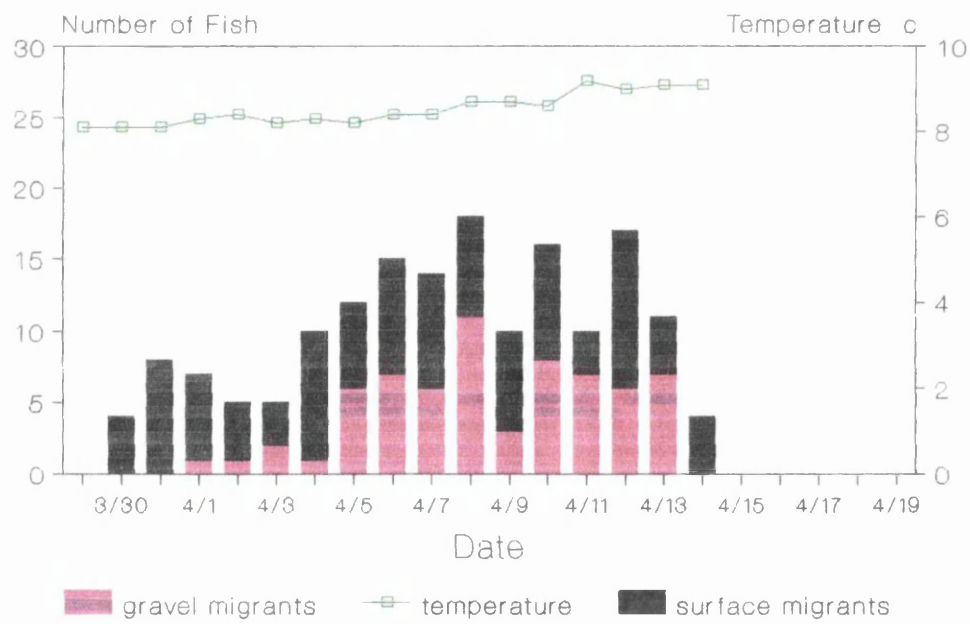 Number of Fish Temperature c
30 10
25 8
20 6
15 4
10 2
5 0
0
3/30 4/1 4/3 4/5 4/7 4/9 4/11 4/13 4/15 4/17 4/19
Date
gravel migrants temperature surface migrants